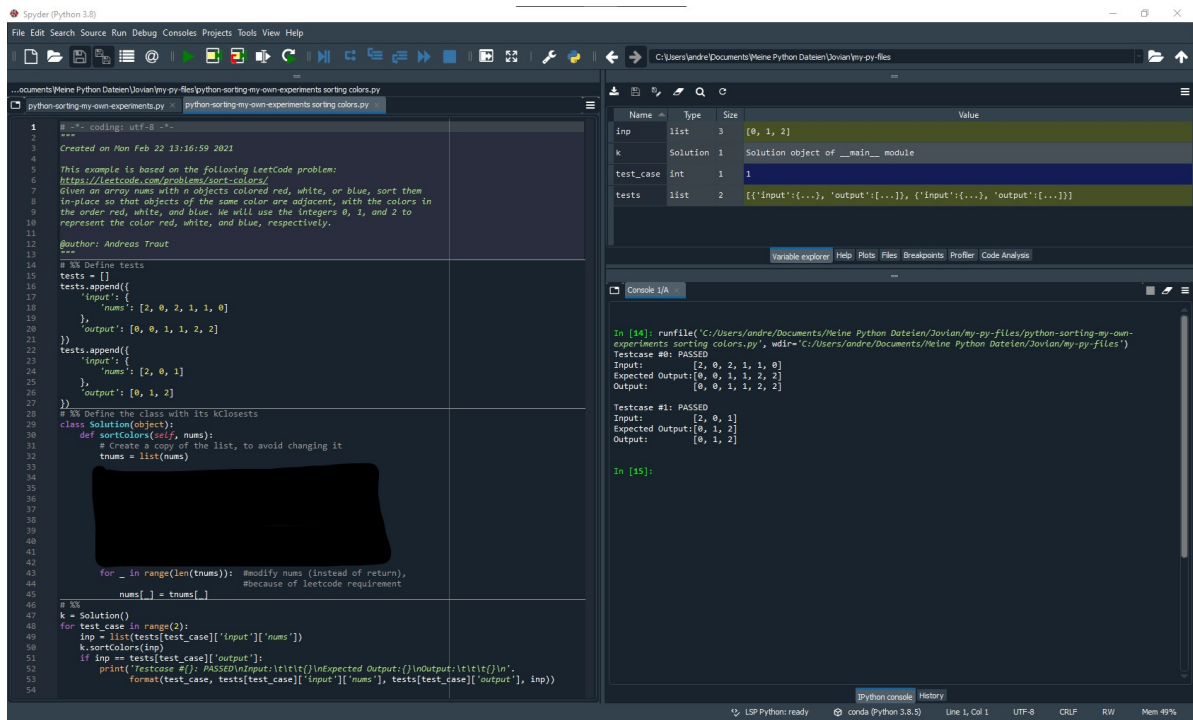 Spyder (Python 3.8)
File Edit Search Source Run Debug Consoles Projects Tools View Help
C:\Users\andre\Documents\Meine Python Dateien\Jovian\my-py-files
...ocuments\Meine Python Dateien\Jovian\my-py-files\python-sorting-my-own-experiments sorting colors.py
python-sorting-my-own-experiments.py
python-sorting-my-own-experiments sorting colors.py
1 # -*- coding: utf-8 -*-
2 """
3 Created on Mon Feb 22 13:16:59 2021
4
5 This example is based on the folloxing LeetCode problem:
6 https://leetcode.com/problems/sort-colors/
7 Given an array nums with n objects colored red, white, or blue, sort them
8 in-place so that objects of the same color are adjacent, with the colors in
9 the order red, white, and blue. We will use the integers 0, 1, and 2 to
10 represent the color red, white, and blue, respectively.
11
12 @author: Andreas Traut
13 """
14 # %% Define tests
15 tests = []
16 tests.append({
17 'input': {
18 'nums': [2, 0, 2, 1, 1, 0]
19 },
20 'output': [0, 0, 1, 1, 2, 2]
21 })
22 tests.append({
23 'input': {
24 'nums': [2, 0, 1]
25 },
26 'output': [0, 1, 2]
27 })
28 # %% Define the class with its kClosests
29 class Solution(object):
30 def sortColors(self, nums):
31 # Create a copy of the list, to avoid changing it
32 tnums = list(nums)
33
34
35
36
37
38
39
40
41
42
43 for _ in range(len(tnums)): #modify nums (instead of return),
44 #because of leetcode requirement
45 nums[_] = tnums[_]
46 # %%
47 k = Solution()
48 for test_case in range(2):
49 inp = list(tests[test_case]['input']['nums'])
50 k.sortColors(inp)
51 if inp == tests[test_case]['output']:
52 print('Testcase #{}: PASSED\nInput:\t\t\t{}\nExpected Output:{}\nOutput:\t\t\t{}\n'.
53 format(test_case, tests[test_case]['input']['nums'], tests[test_case]['output'], inp))
54
Name Type Size Value
inp list 3 [0, 1, 2]
k Solution 1 Solution object of __main__ module
test_case int 1 1
tests list 2 [{'input':{...}, 'output':[...]}, {'input':{...}, 'output':[...]}]
Variable explorer Help Plots Files Breakpoints Profiler Code Analysis
Console 1/A
In [14]: runfile('C:/Users/andre/Documents/Meine Python Dateien/Jovian/my-py-files/python-sorting-my-own-
experiments sorting colors.py', wdir='C:/Users/andre/Documents/Meine Python Dateien/Jovian/my-py-files')
Testcase #0: PASSED
Input: [2, 0, 2, 1, 1, 0]
Expected Output:[0, 0, 1, 1, 2, 2]
Output: [0, 0, 1, 1, 2, 2]
Testcase #1: PASSED
Input: [2, 0, 1]
Expected Output:[0, 1, 2]
Output: [0, 1, 2]
In [15]:
IPython console History
LSP Python: ready conda (Python 3.8.5) Line 1, Col 1 UTF-8 CRLF RW Mem 49%